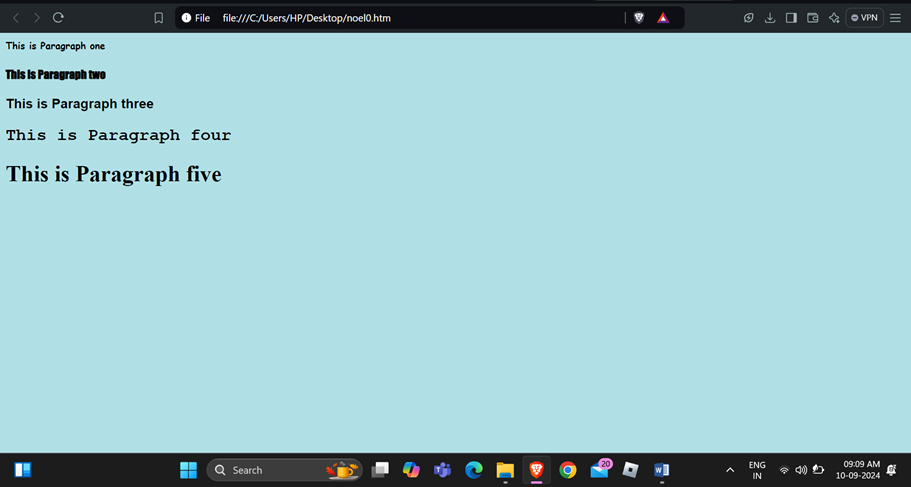 File file:///C:/Users/HP/Desktop/noel0.htm VPN
This is Paragraph one
This is Paragraph two
This is Paragraph three
This is Paragraph four
This is Paragraph five
Search 20 ENG 09:09 AM
IN 10-09-2024